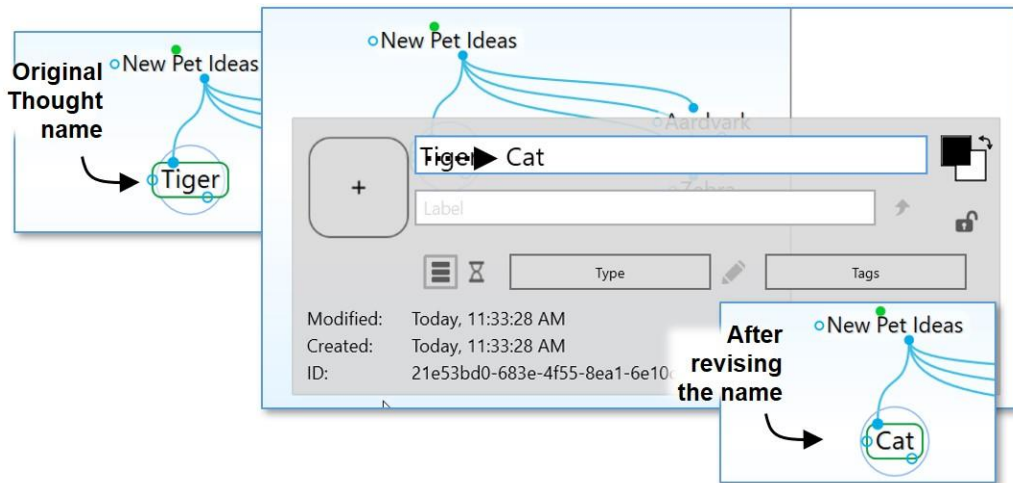 New Pet Ideas
Original
Thought
name
Tiger
New Pet Ideas
Aardvark
Tiger Cat
Zebra
+
Label
Type
Tags
Modified: Today, 11:33:28 AM
Created: Today, 11:33:28 AM
ID: 21e53bd0-683e-4f55-8ea1-6e10
After
revising
the name
New Pet Ideas
Cat